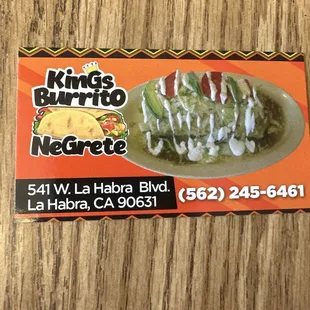 KinGs
Burrito
NeGrete
541 W. La Habra Blvd.
La Habra, CA 90631
(562) 245-6461